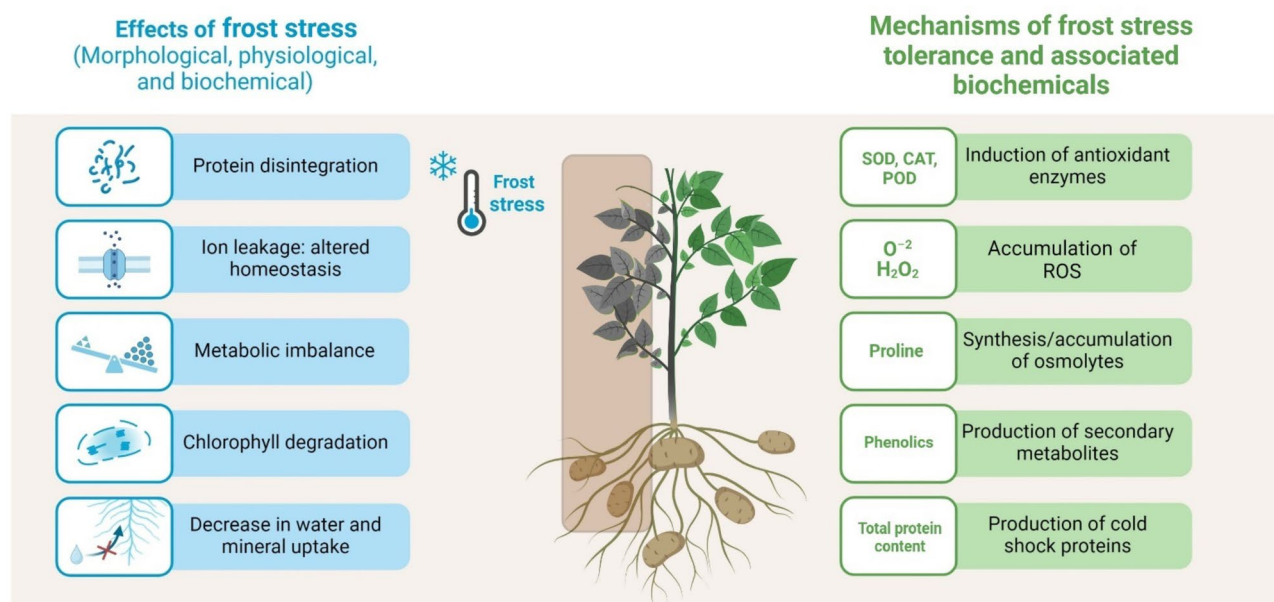 Effects of frost stress
(Morphological, physiological,
and biochemical)
Protein disintegration
Ion leakage: altered
homeostasis
Metabolic imbalance
Chlorophyll degradation
Decrease in water and
mineral uptake
Frost
stress
Mechanisms of frost stress
tolerance and associated
biochemicals
SOD, CAT,
POD
Induction of antioxidant
enzymes
O⁻²
H₂O₂
Accumulation of
ROS
Proline
Synthesis/accumulation
of osmolytes
Phenolics
Production of secondary
metabolites
Total protein
content
Production of cold
shock proteins